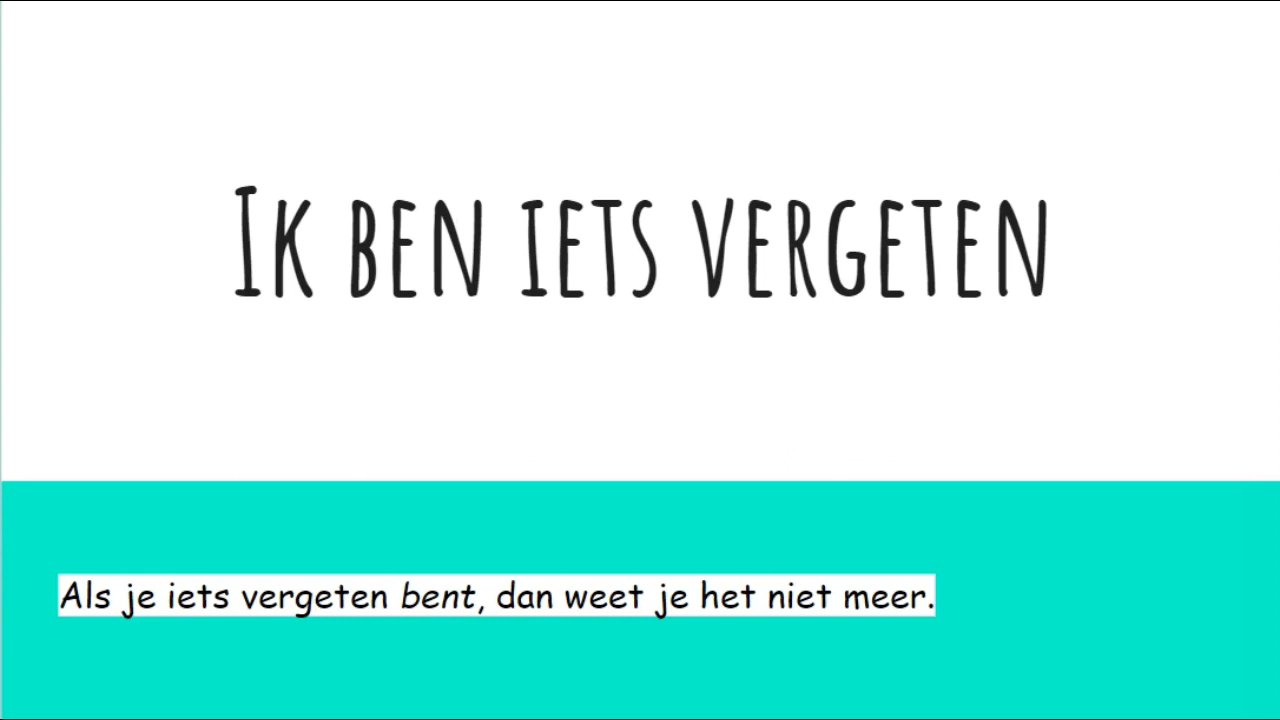 Ik ben iets vergeten
Als je iets vergeten bent, dan weet je het niet meer.